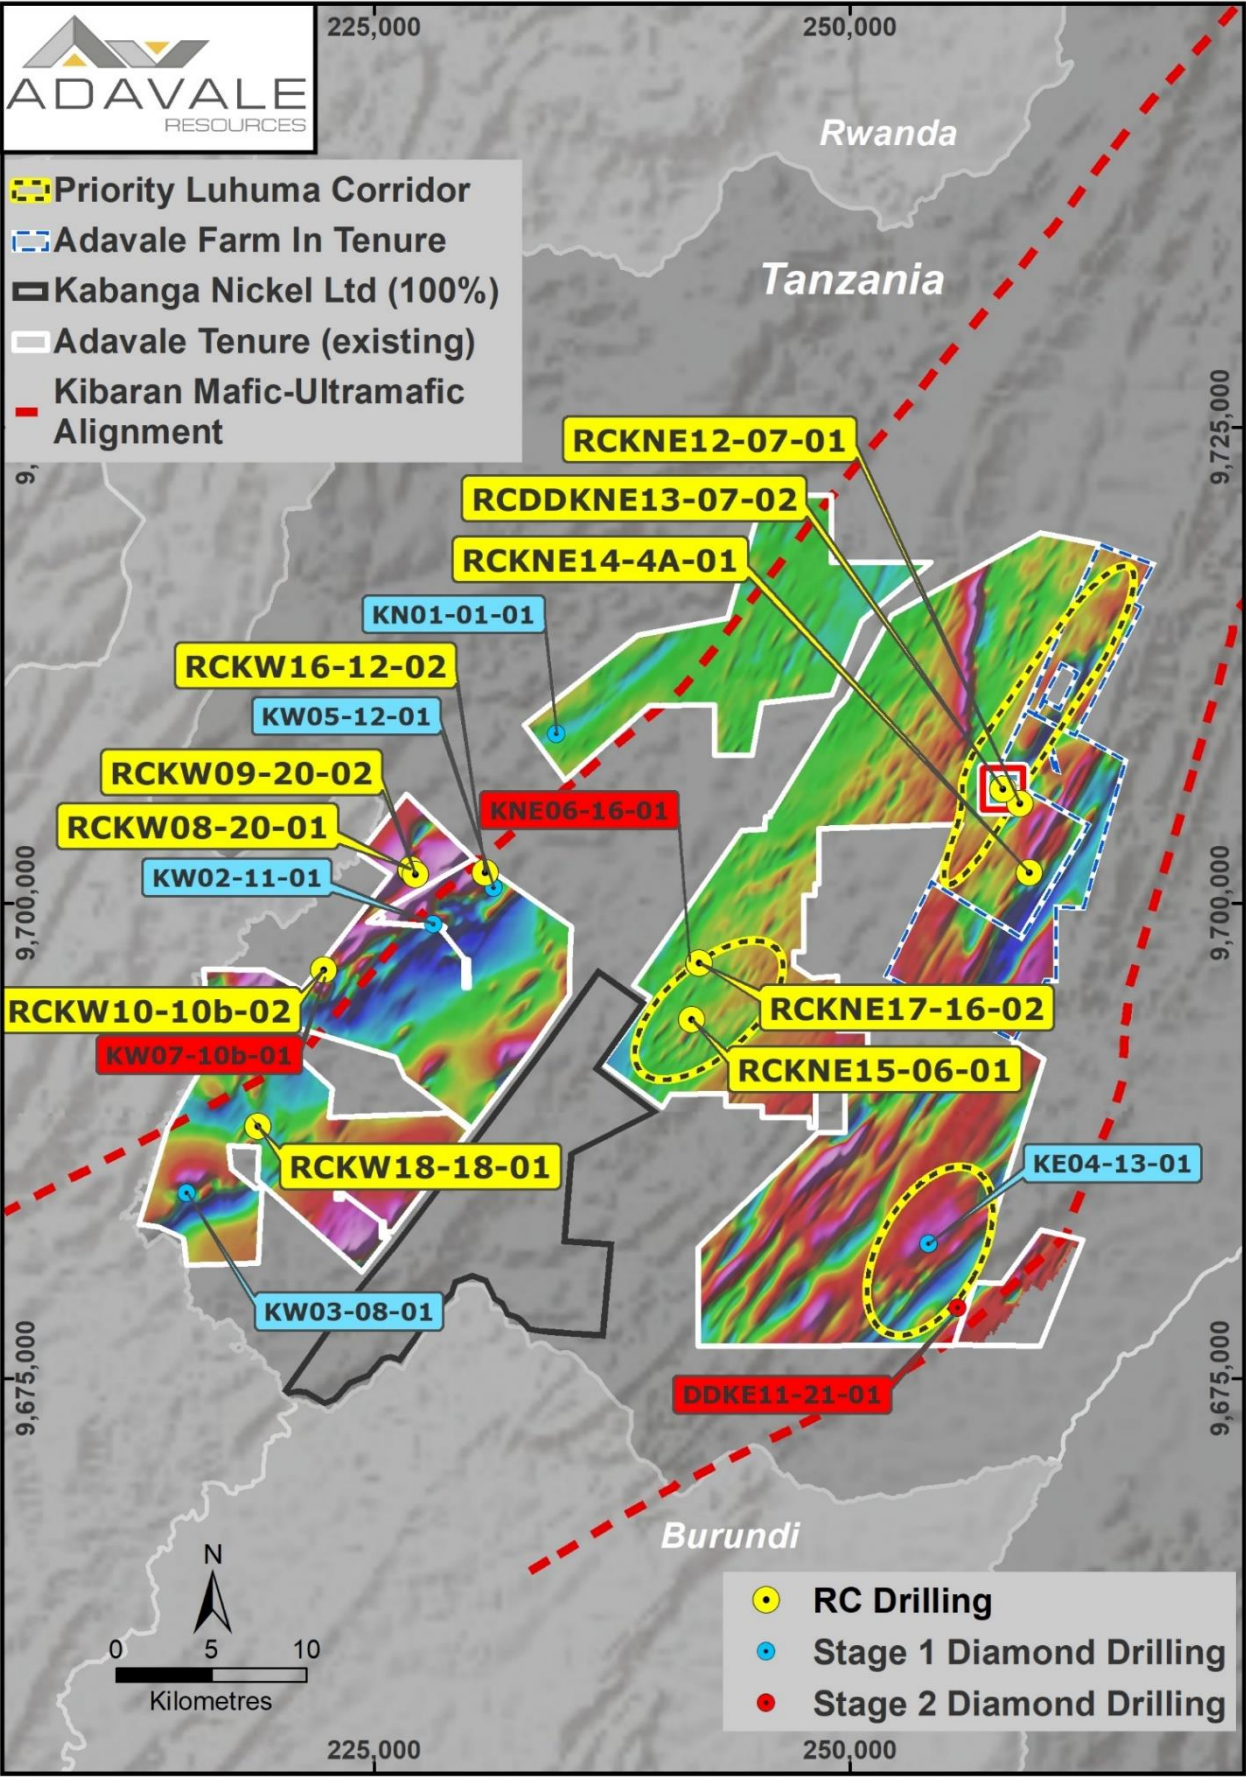 225,000
250,000
ADAVALE
RESOURCES
Rwanda
Priority Luhuma Corridor
Adavale Farm In Tenure
Kabanga Nickel Ltd (100%)
Adavale Tenure (existing)
Kibaran Mafic-Ultramafic
Alignment
Tanzania
9,
9,725,000
RCKNE12-07-01
RCDDKNE13-07-02
RCKNE14-4A-01
KN01-01-01
RCKW16-12-02
KW05-12-01
RCKW09-20-02
KNE06-16-01
RCKW08-20-01
KW02-11-01
9,700,000
9,700,000
RCKW10-10b-02
RCKNE17-16-02
KW07-10b-01
RCKNE15-06-01
RCKW18-18-01
KE04-13-01
KW03-08-01
9,675,000
9,675,000
DDKE11-21-01
Burundi
N
0 5 10
Kilometres
RC Drilling
Stage 1 Diamond Drilling
Stage 2 Diamond Drilling
225,000
250,000